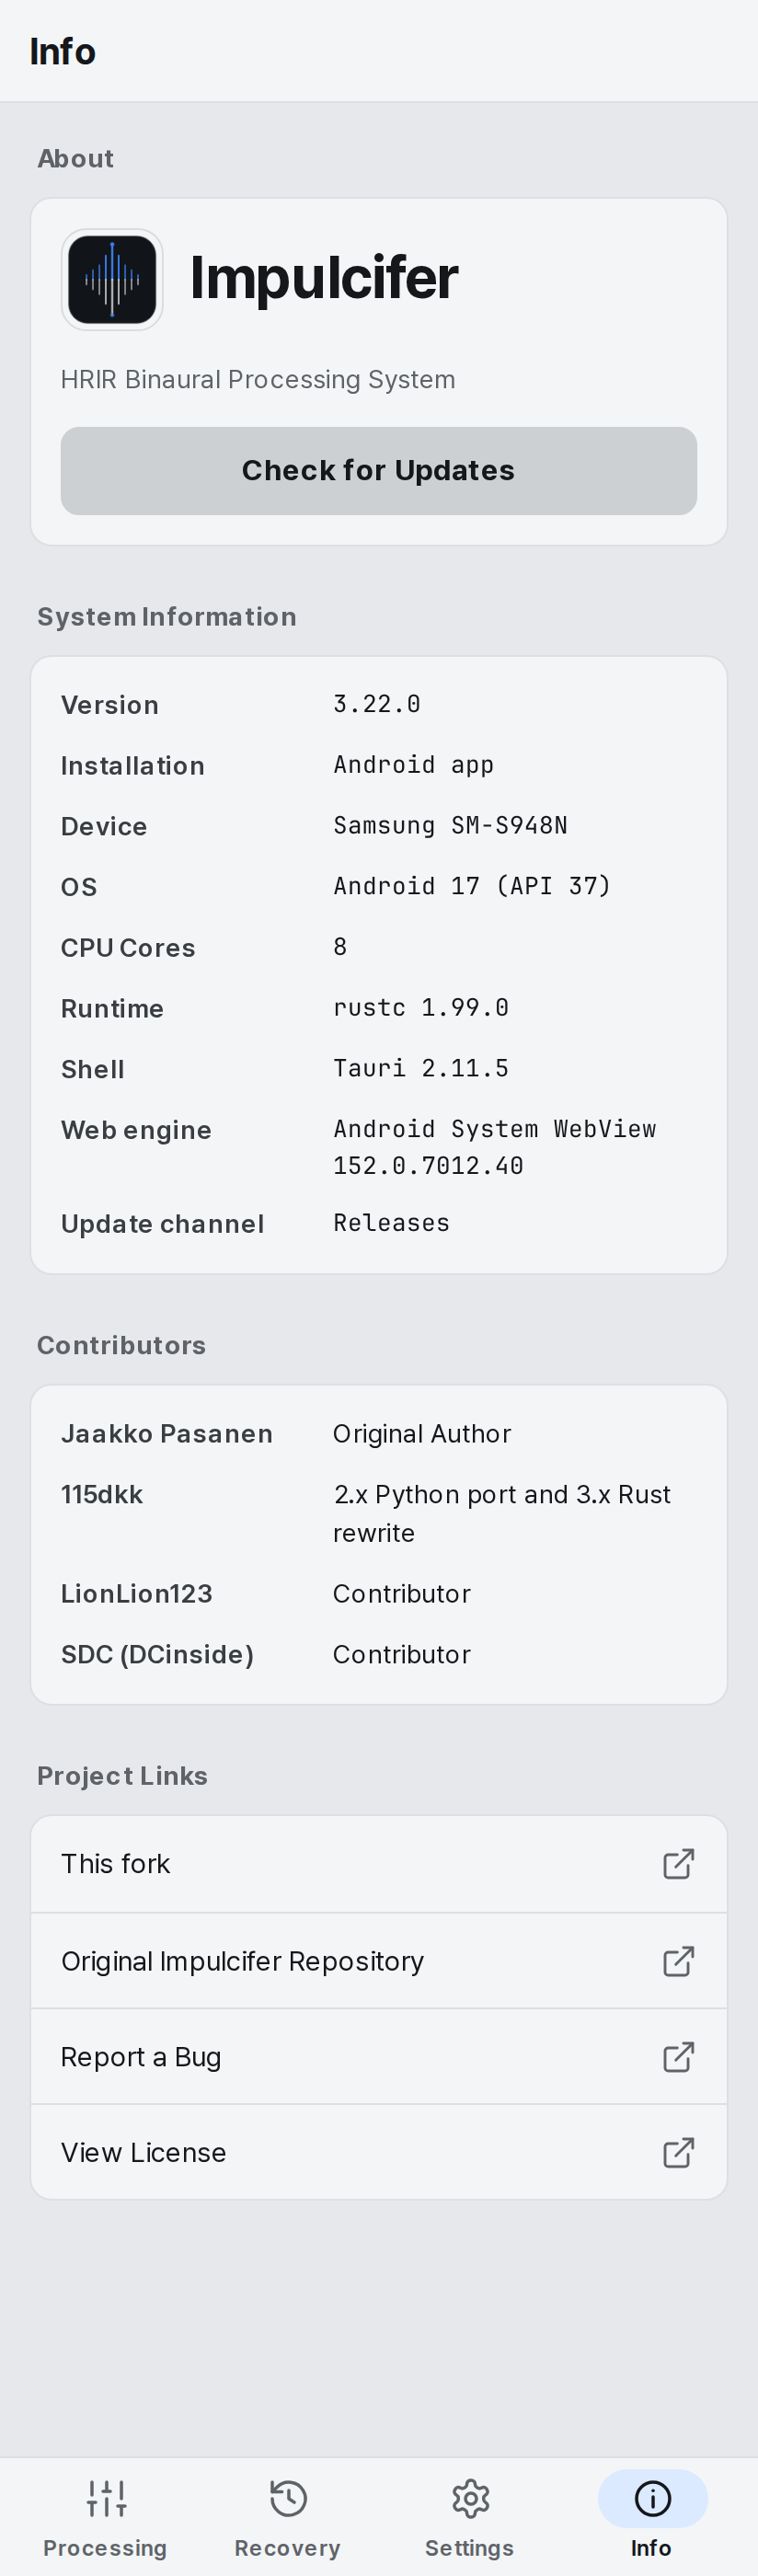 Info
About
Impulcifer
HRIR Binaural Processing System
Check for Updates
System Information
Version 3.22.0
Installation Android app
Device Samsung SM-S948N
OS Android 17 (API 37)
CPU Cores 8
Runtime rustc 1.99.0
Shell Tauri 2.11.5
Web engine Android System WebView
152.0.7012.40
Update channel Releases
Contributors
Jaakko Pasanen Original Author
115dkk 2.x Python port and 3.x Rust
rewrite
LionLion123 Contributor
SDC (DCinside) Contributor
Project Links
This fork
Original Impulcifer Repository
Report a Bug
View License
Processing Recovery Settings Info